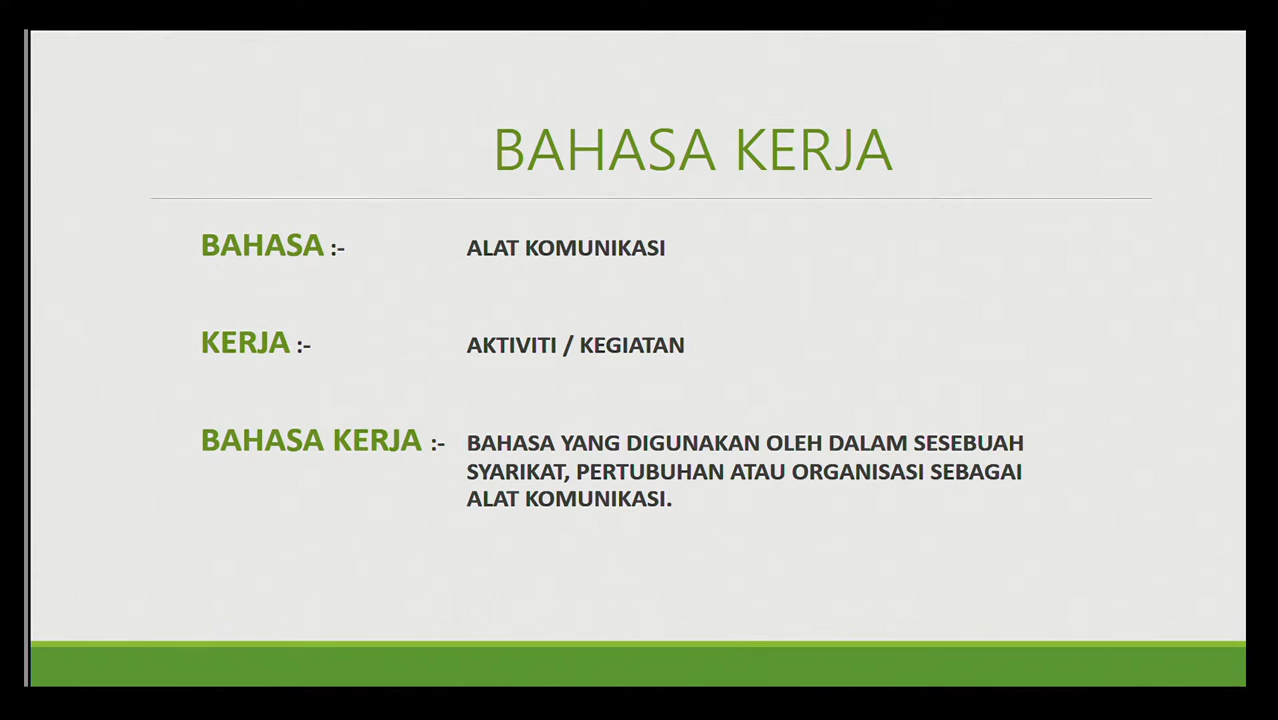 BAHASA KERJA
BAHASA :- ALAT KOMUNIKASI
KERJA :- AKTIVITI / KEGIATAN
BAHASA KERJA :- BAHASA YANG DIGUNAKAN OLEH DALAM SESEBUAH
SYARIKAT, PERTUBUHAN ATAU ORGANISASI SEBAGAI
ALAT KOMUNIKASI.